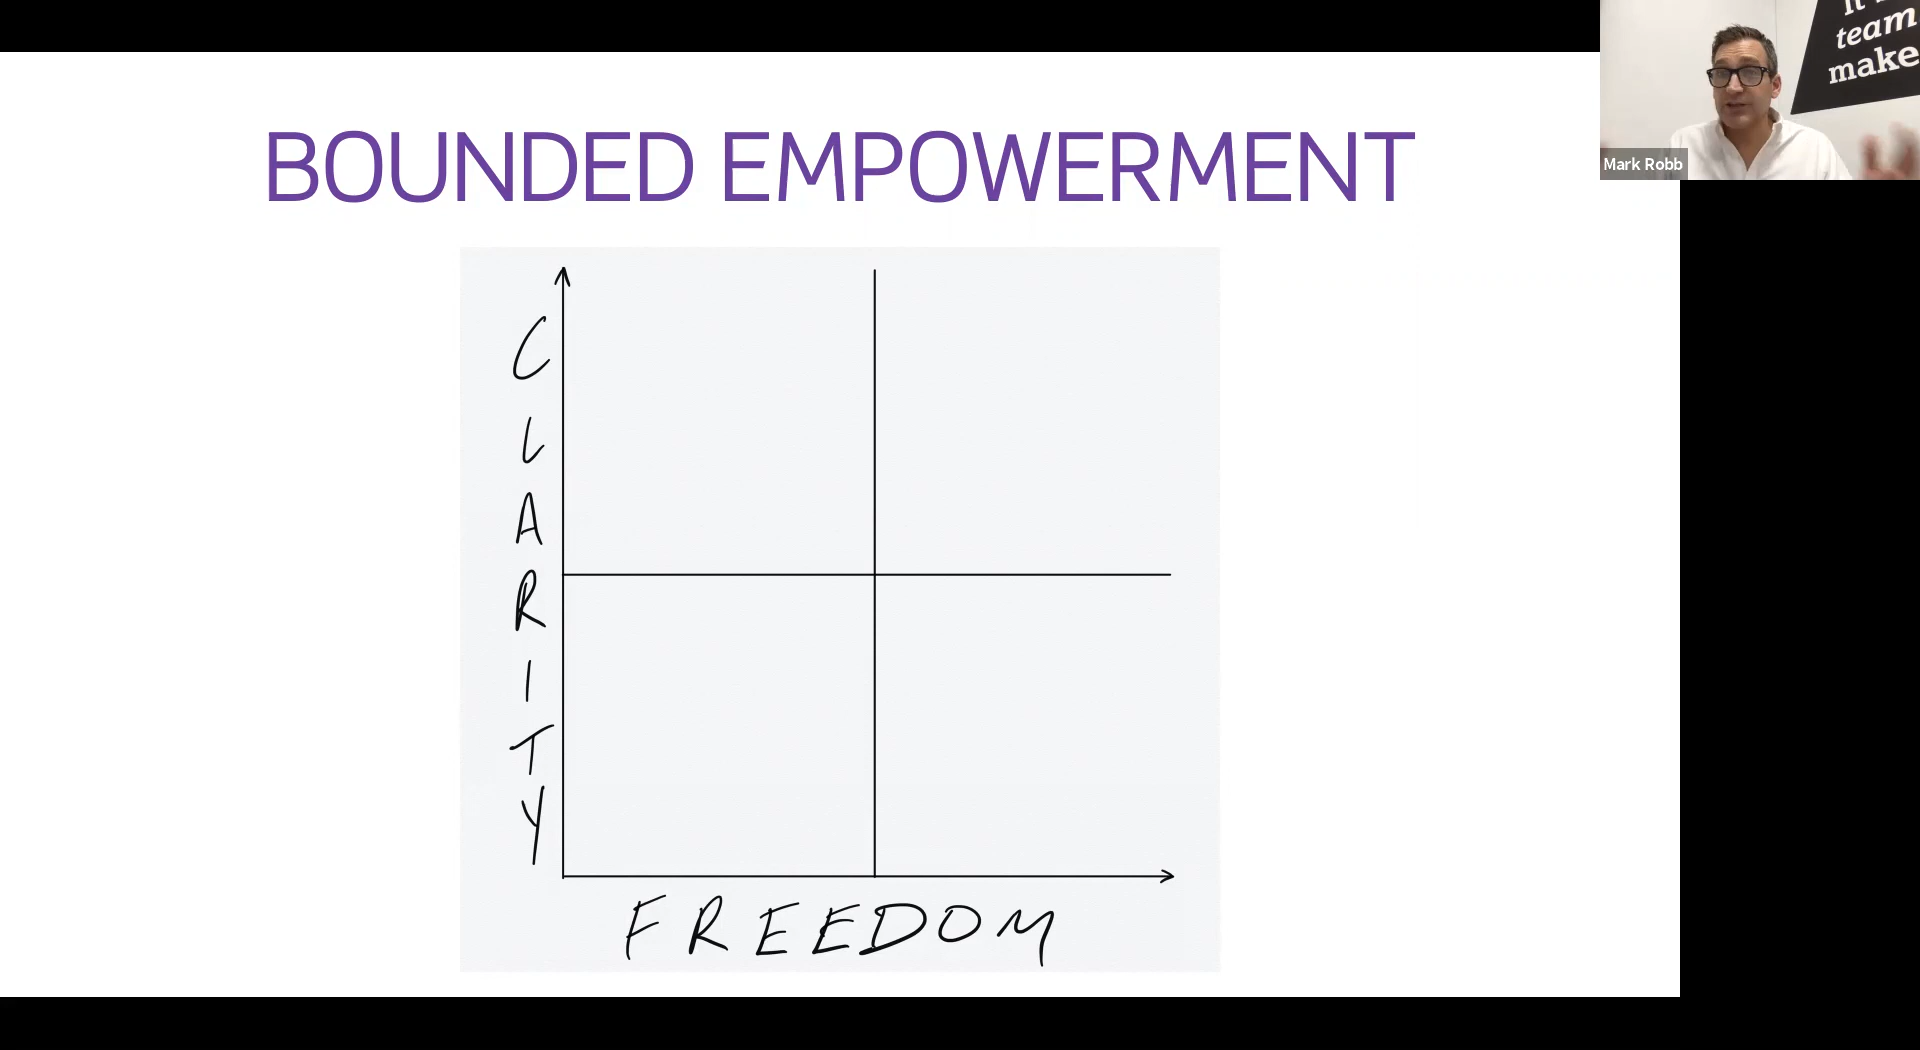 BOUNDED EMPOWERMENT
team
make
Mark Robb
CLARITY
FREEDOM